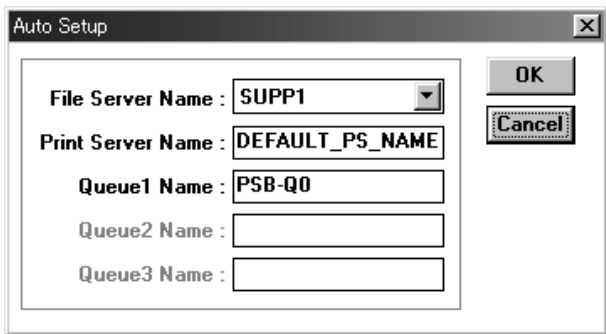 Auto Setup
File Server Name : SUPP1
OK
Print Server Name : DEFAULT_PS_NAME
Cancel
Queue1 Name : PSB-Q0
Queue2 Name :
Queue3 Name :